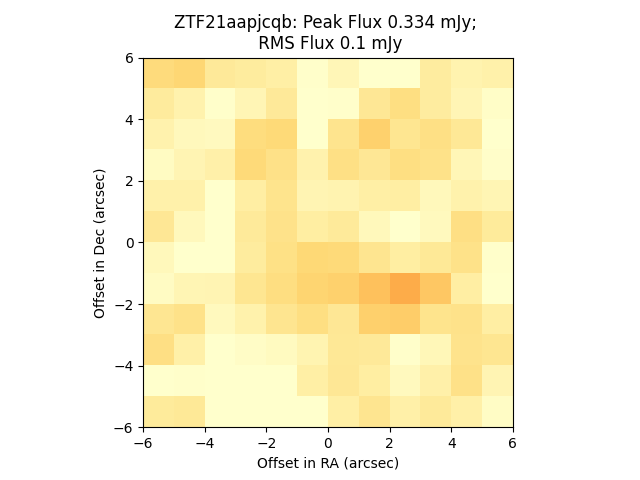 ZTF21aapjcqb: Peak Flux 0.334 mJy;
RMS Flux 0.1 mJy
6
4
2
0
−2
−4
−6
Offset in Dec (arcsec)
−6 −4 −2 0 2 4 6
Offset in RA (arcsec)